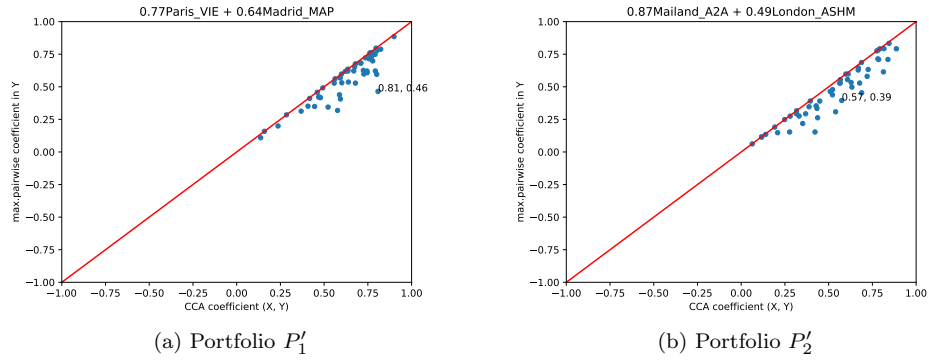 0.77Paris_VIE + 0.64Madrid_MAP
1.00
0.75
0.50
0.25
0.00
−0.25
−0.50
−0.75
−1.00
max.pairwise coefficient in Y
0.81, 0.46
−1.00 −0.75 −0.50 −0.25 0.00 0.25 0.50 0.75 1.00
CCA coefficient (X, Y)
(a) Portfolio P′₁
0.87Mailand_A2A + 0.49London_ASHM
1.00
0.75
0.50
0.25
0.00
−0.25
−0.50
−0.75
−1.00
max.pairwise coefficient in Y
0.57, 0.39
−1.00 −0.75 −0.50 −0.25 0.00 0.25 0.50 0.75 1.00
CCA coefficient (X, Y)
(b) Portfolio P′₂